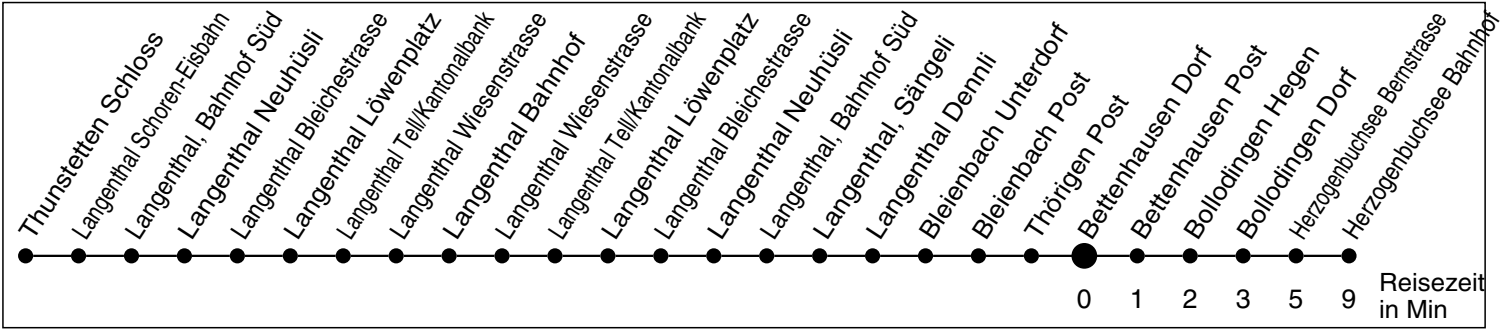 Thunstetten Schloss
Langenthal Schoren-Eisbahn
Langenthal, Bahnhof Süd
Langenthal Neuhüsli
Langenthal Bleichestrasse
Langenthal Löwenplatz
Langenthal Tell/Kantonalbank
Langenthal Wiesenstrasse
Langenthal Bahnhof
Langenthal Wiesenstrasse
Langenthal Tell/Kantonalbank
Langenthal Löwenplatz
Langenthal Bleichestrasse
Langenthal Neuhüsli
Langenthal, Bahnhof Süd
Langenthal, Sängeli
Langenthal Dennli
Bleienbach Unterdorf
Bleienbach Post
Thörigen Post
Bettenhausen Dorf
Bettenhausen Post
Bollodingen Hegen
Bollodingen Dorf
Herzogenbuchsee Bernstrasse
Herzogenbuchsee Bahnhof
0 1 2 3 5 9
Reisezeit
in Min